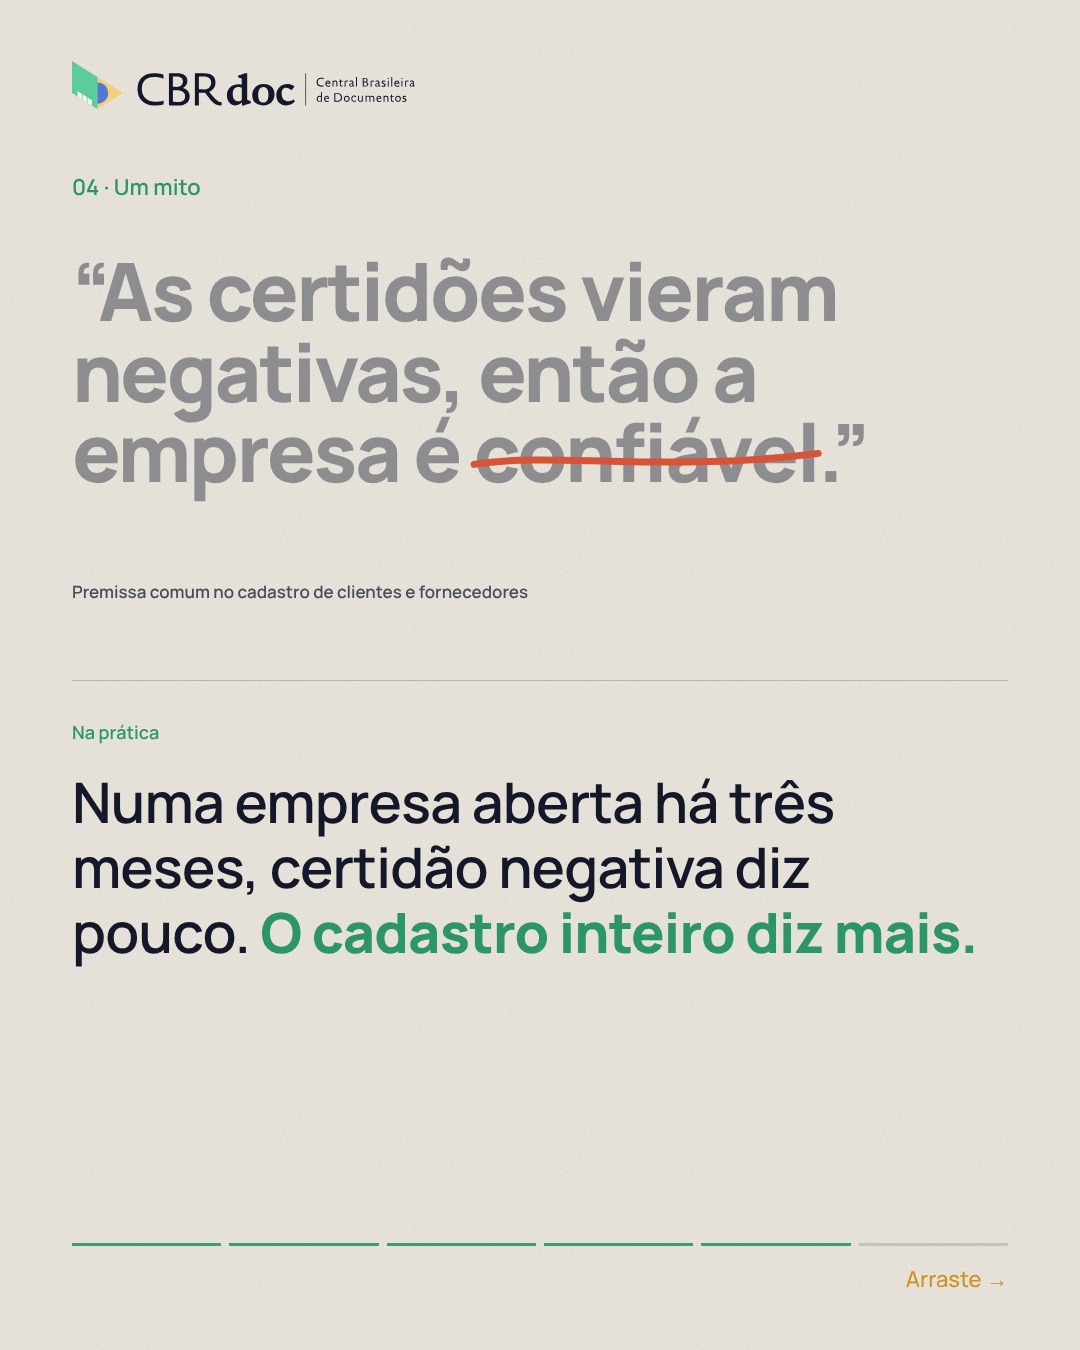 CBRdoc
Central Brasileira
de Documentos
04 · Um mito
“As certidões vieram
negativas, então a
empresa é confiável.”
Premissa comum no cadastro de clientes e fornecedores
Na prática
Numa empresa aberta há três
meses, certidão negativa diz
pouco. O cadastro inteiro diz mais.
Arraste →